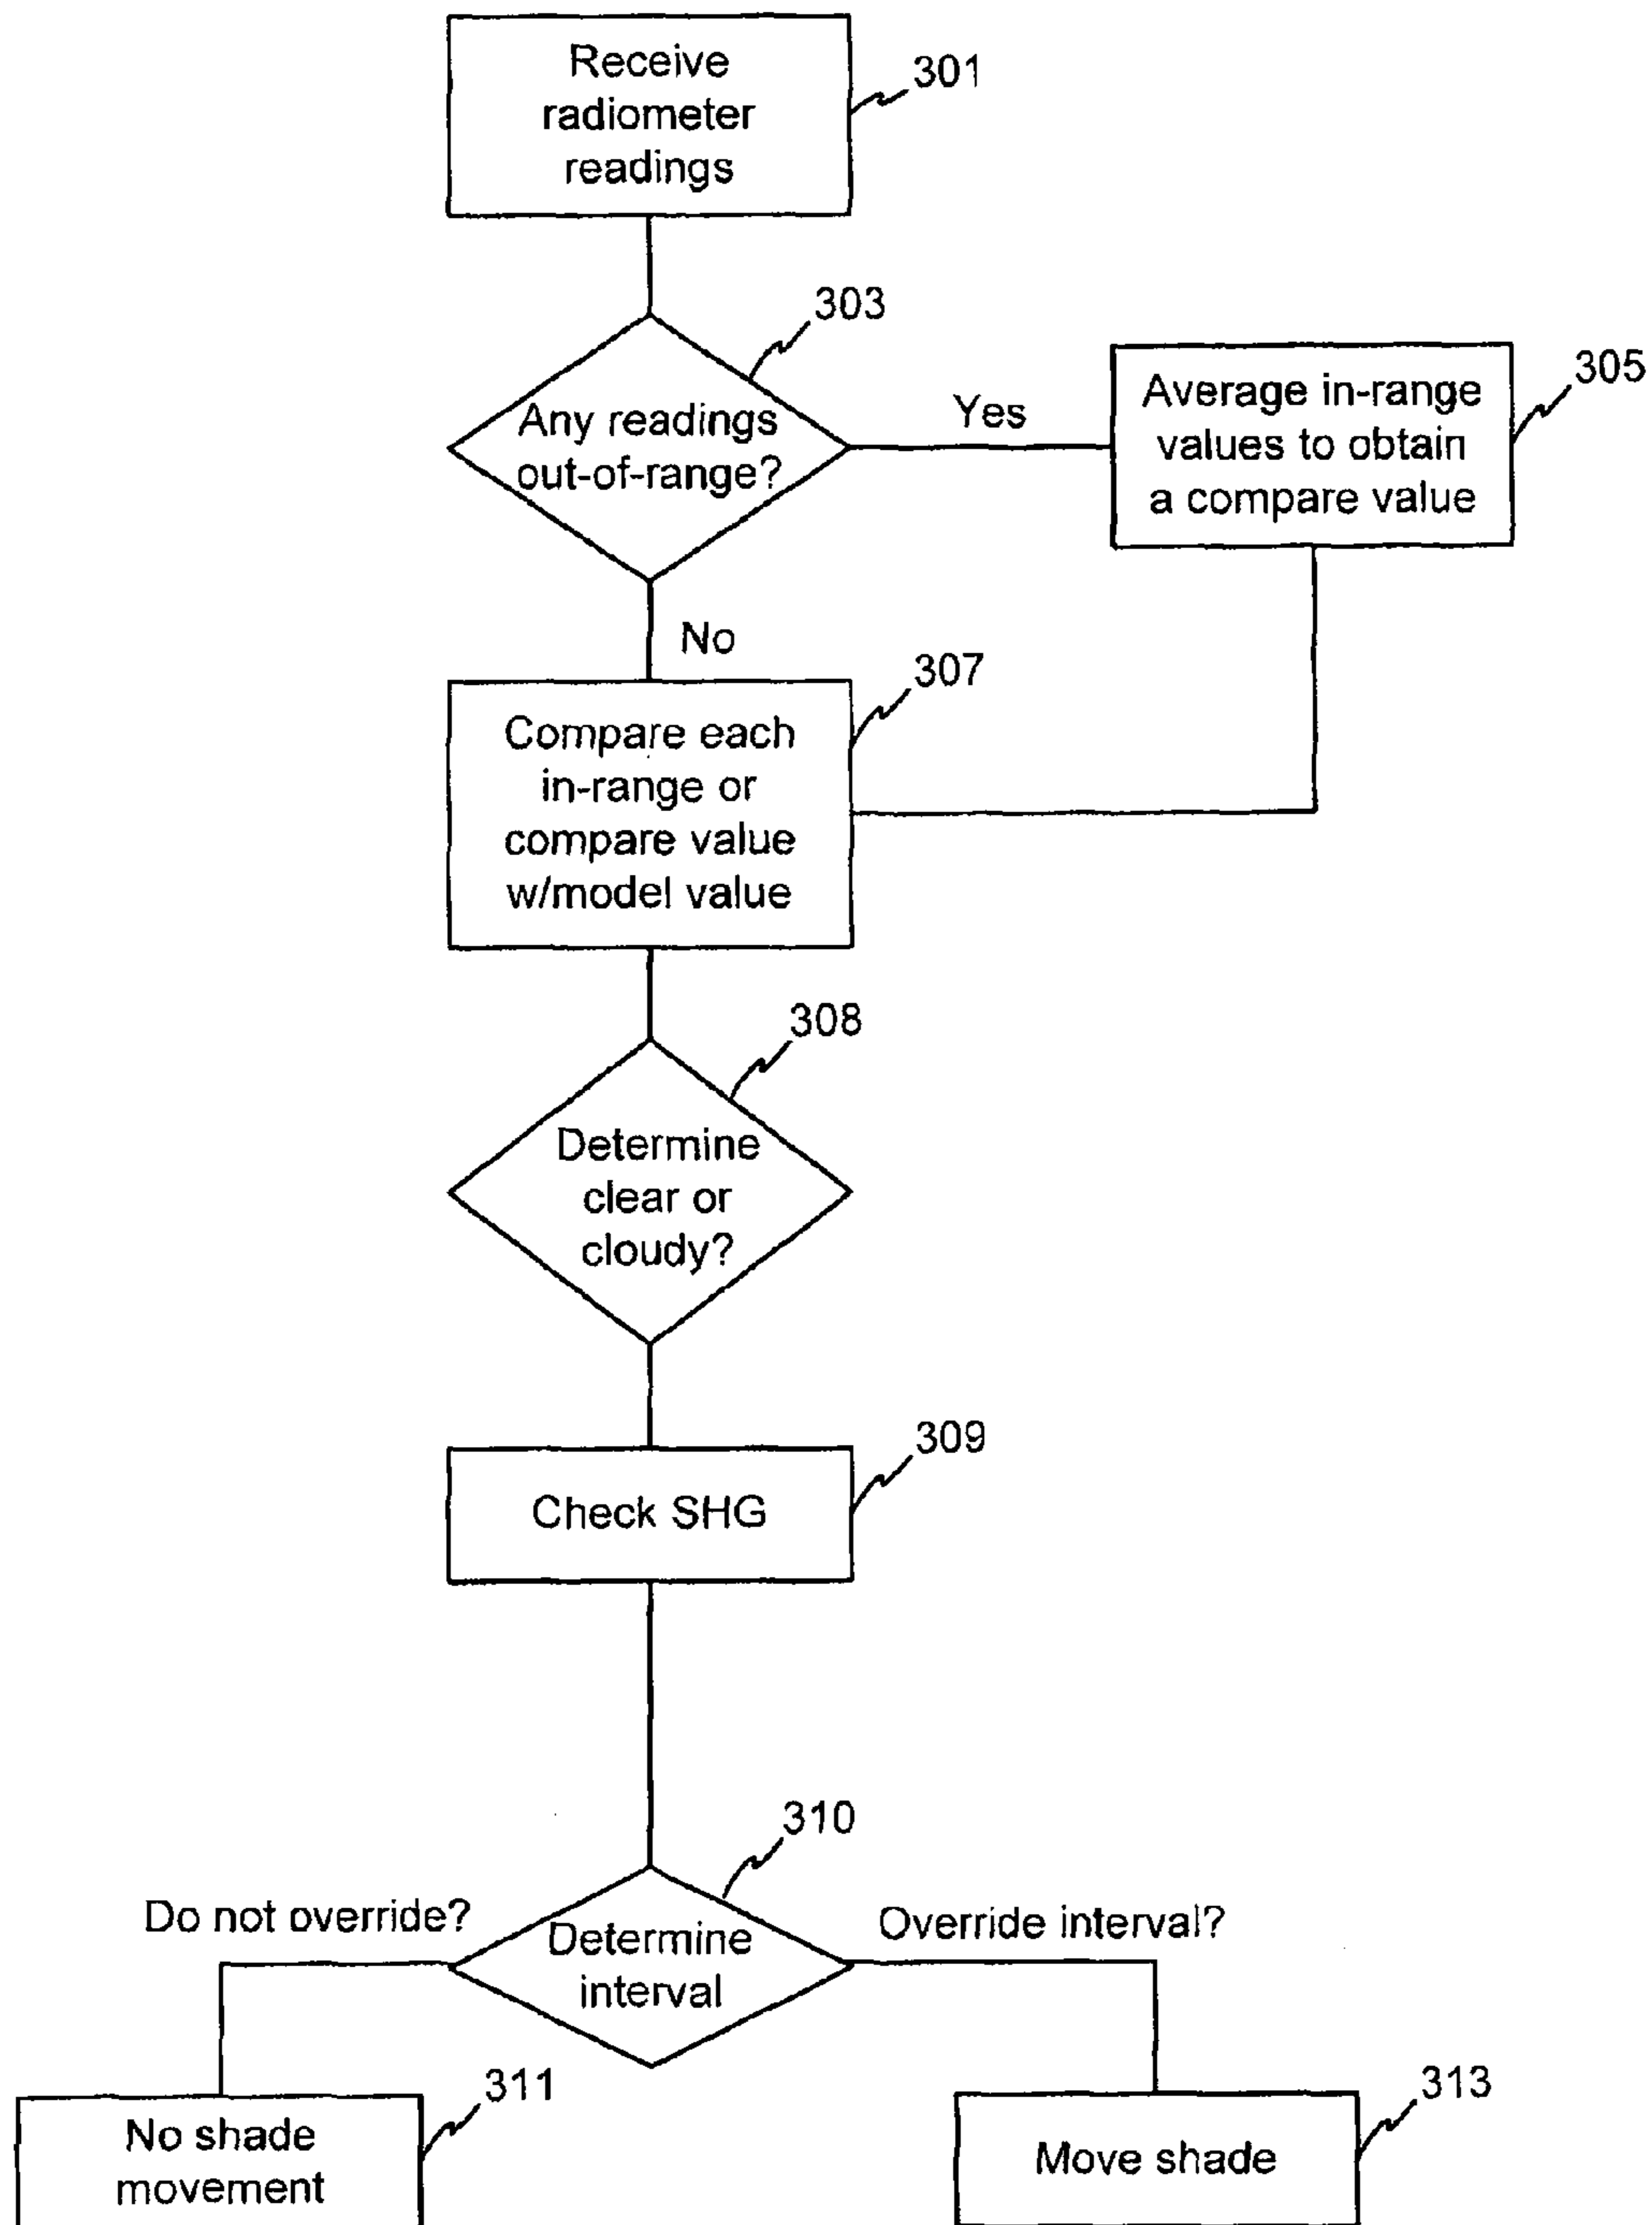 Receive
radiometer
readings
301
303
Any readings
out-of-range?
Yes
305
Average in-range
values to obtain
a compare value
No
307
Compare each
in-range or
compare value
w/model value
308
Determine
clear or
cloudy?
309
Check SHG
310
Do not override?
Determine
interval
Override interval?
311
No shade
movement
313
Move shade